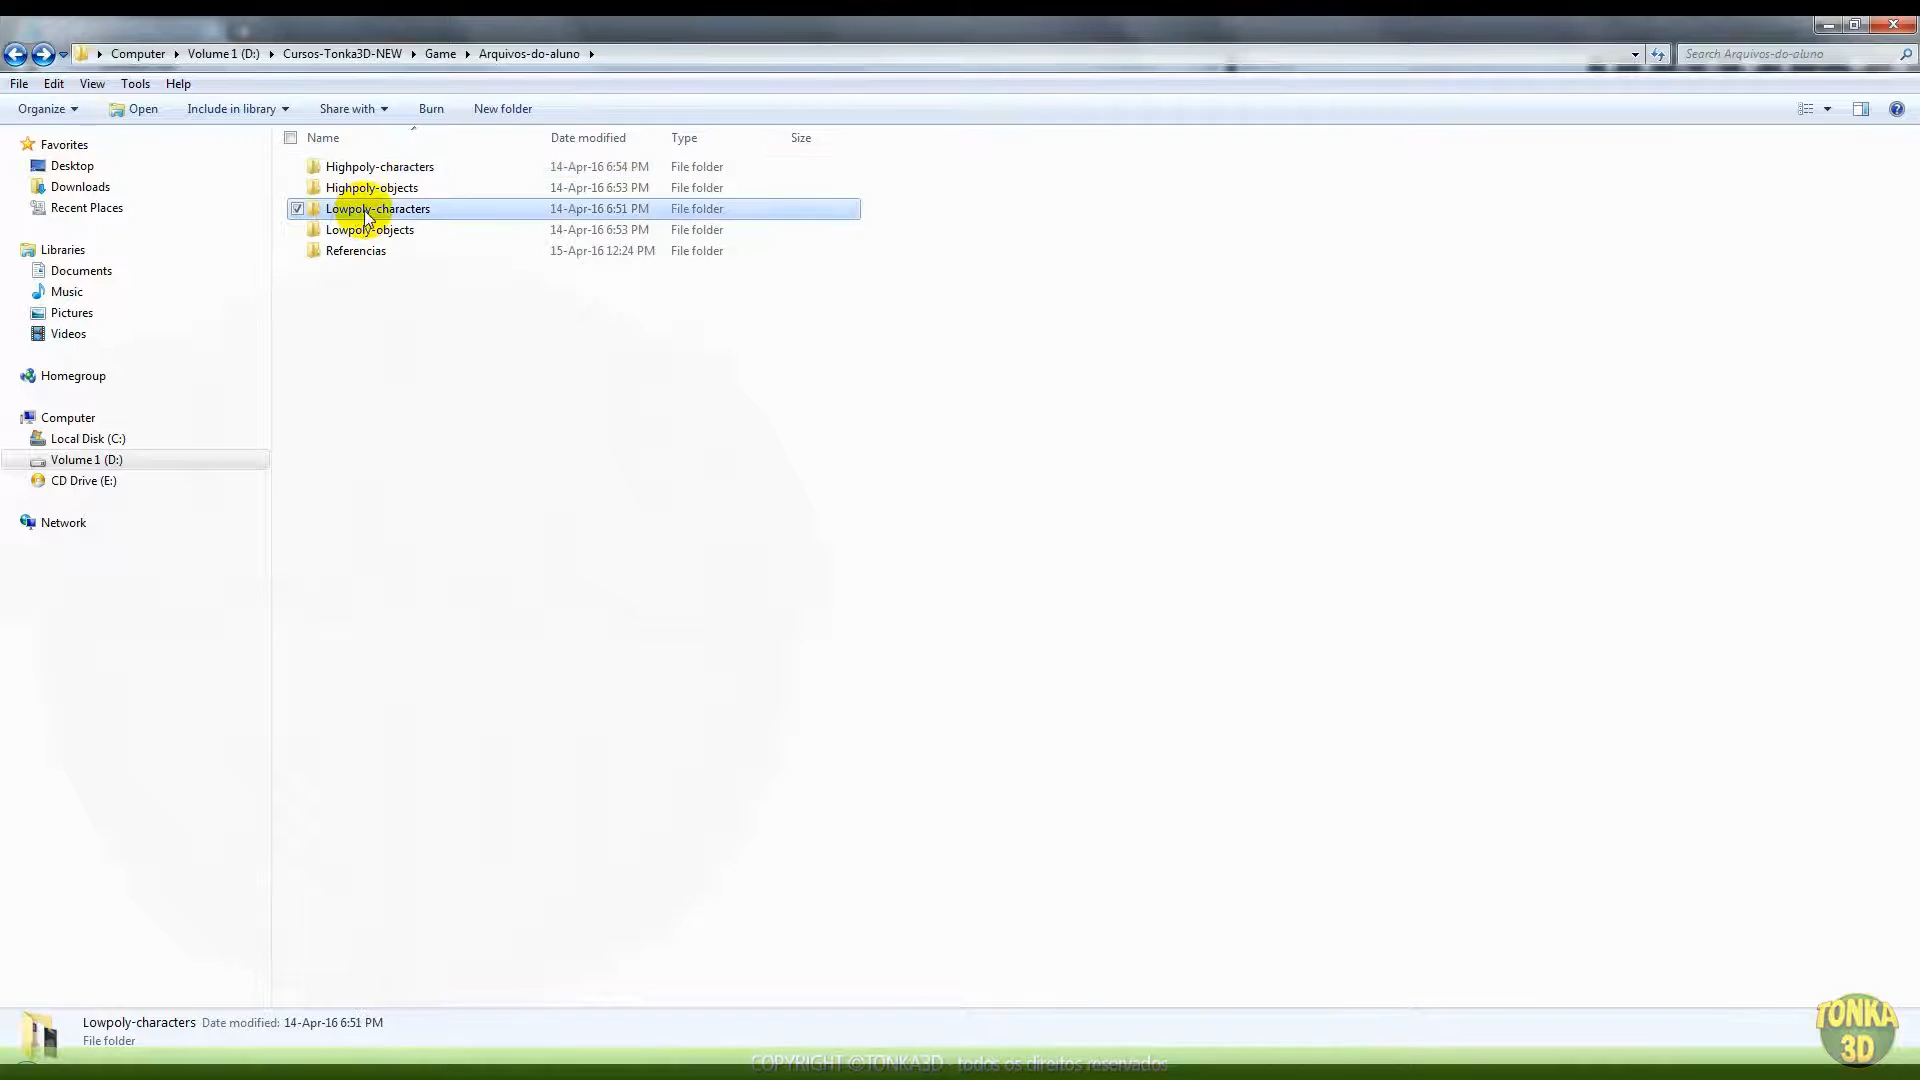 Computer Volume 1 (D:) Cursos-Tonka3D-NEW Game Arquivos-do-aluno Search Arquivos-do-aluno
File Edit View Tools Help
Organize Open Include in library Share with Burn New folder
Favorites
Desktop
Downloads
Recent Places
Libraries
Documents
Music
Pictures
Videos
Homegroup
Computer
Local Disk (C:)
Volume 1 (D:)
CD Drive (E:)
Network
Name Date modified Type Size
Highpoly-characters 14-Apr-16 6:54 PM File folder
Highpoly-objects 14-Apr-16 6:53 PM File folder
Lowpoly-characters 14-Apr-16 6:51 PM File folder
Lowpoly-objects 14-Apr-16 6:53 PM File folder
Referencias 15-Apr-16 12:24 PM File folder
Lowpoly-characters Date modified: 14-Apr-16 6:51 PM
File folder
COPYRIGHT ©TONKA3D - todos os direitos reservados
TONKA
3D